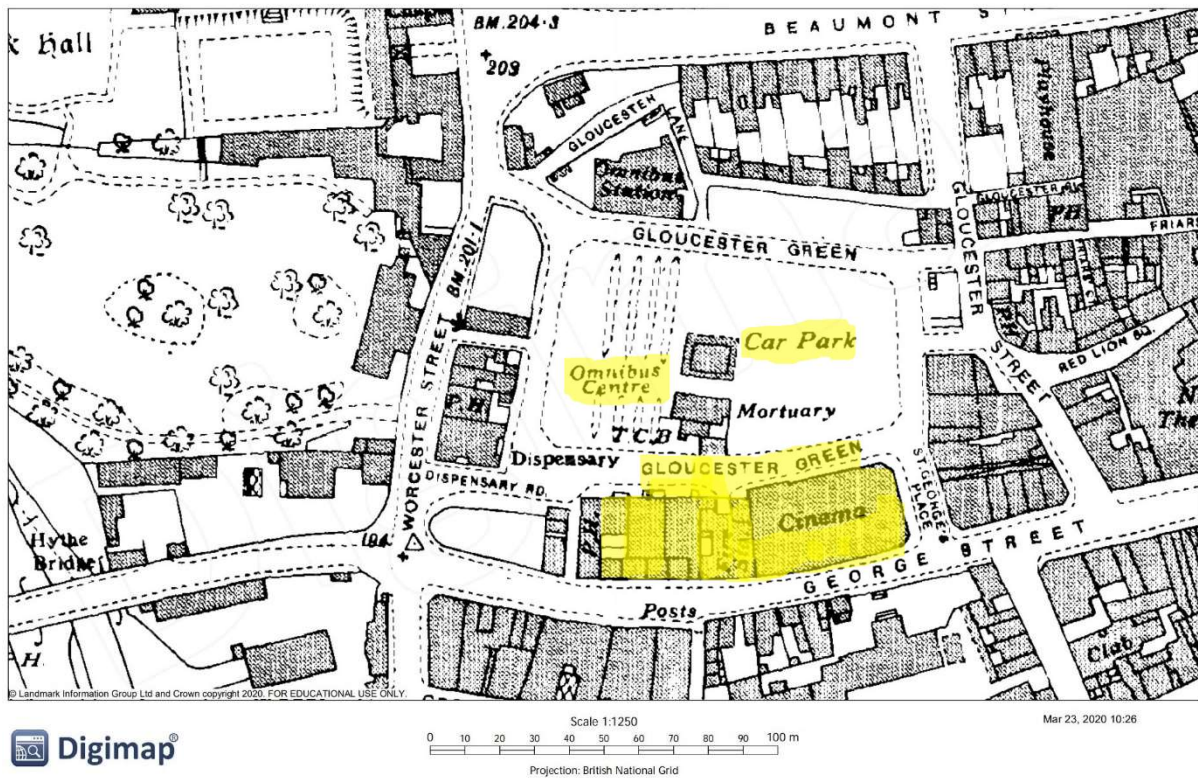 BEAUMONT S
k Hall
BM. 204·3
203
Playhouse
GLOUCESTER LANE
Omnibus
Station
GLOUCESTER
PH
FRIAR
GLOUCESTER GREEN
GLOUCESTER STREET
WORCESTER STREET
BM. 201·1
Car Park
Omnibus
Centre
P.H
RED LION SQ.
P.H
Mortuary
T.C.B
Dispensary
GLOUCESTER GREEN
DISPENSARY RD.
ST GEORGE
PLACE
Cinema
P.H
Hythe
Bridge
194
GEORGE STREET
Posts
Club
H
© Landmark Information Group Ltd and Crown copyright 2020. FOR EDUCATIONAL USE ONLY.
Scale 1:1250
Mar 23, 2020 10:26
Digimap®
0 10 20 30 40 50 60 70 80 90 100 m
Projection: British National Grid